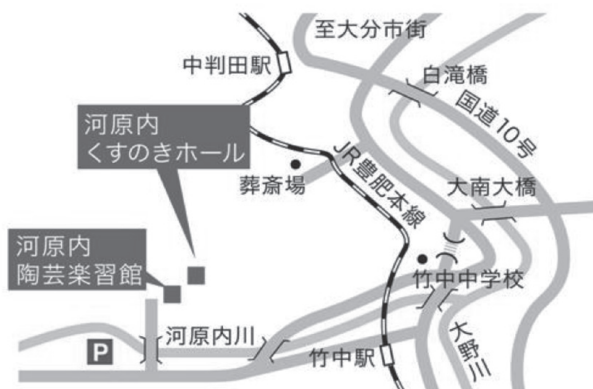 至大分市街
中判田駅
白滝橋
国道10号
河原内
くすのきホール
JR豊肥本線
葬斎場
大南大橋
河原内
陶芸楽習館
竹中中学校
河原内川
P
竹中駅
大野川